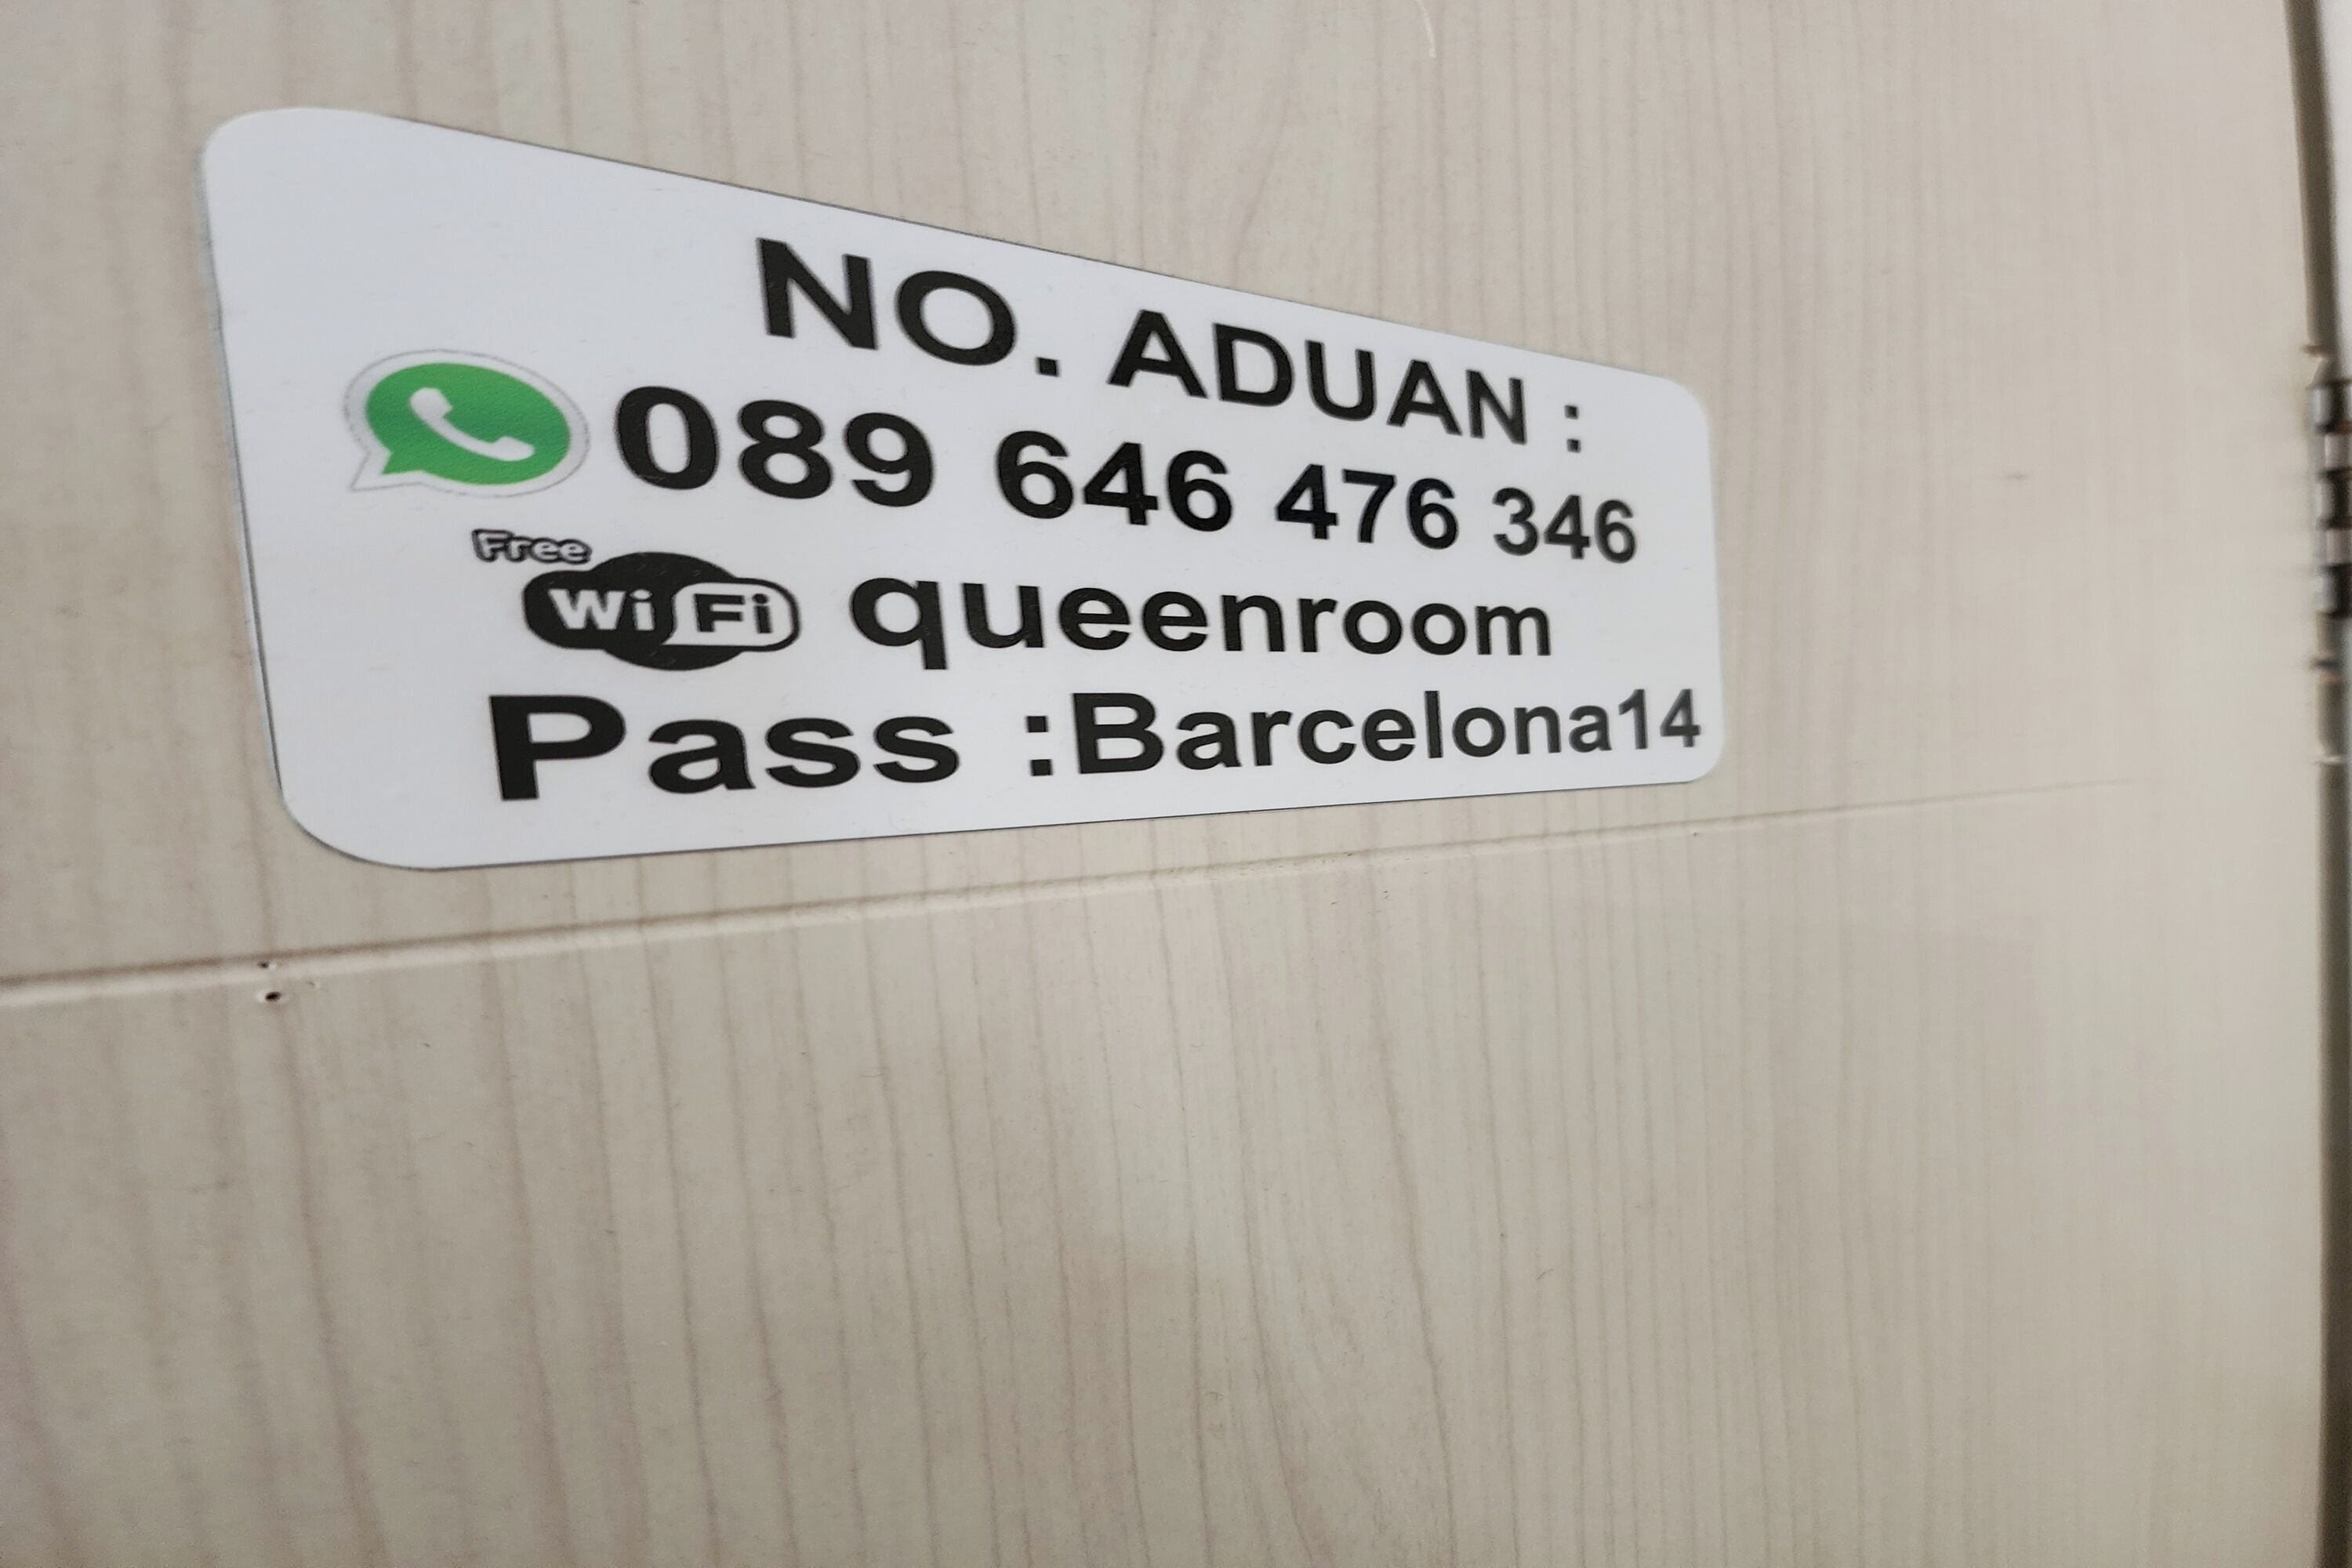 NO. ADUAN :
089 646 476 346
Free WiFi queenroom
Pass :Barcelona14